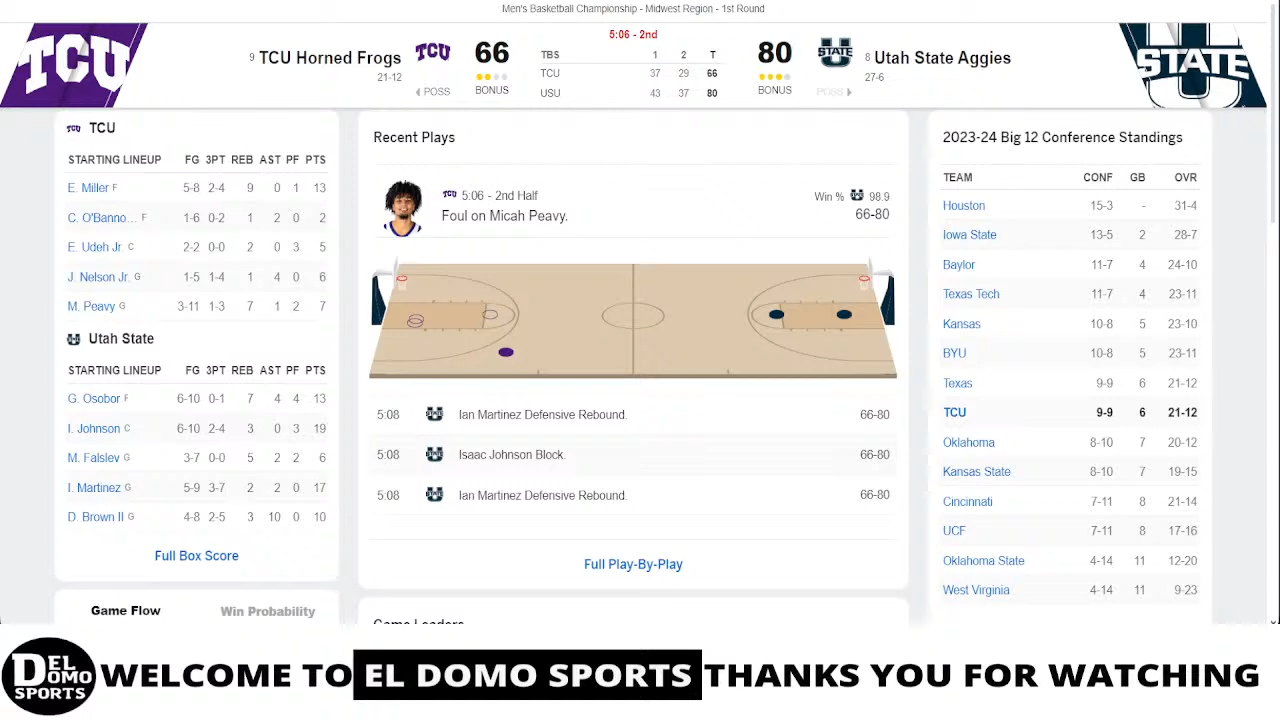 Men's Basketball Championship - Midwest Region - 1st Round
TCU
9 TCU Horned Frogs
21-12
TCU
POSS
66
BONUS
5:06 - 2nd
TBS 1 2 T
TCU 37 29 66
USU 43 37 80
80
BONUS
STATE
POSS
8 Utah State Aggies
27-6
STATE
TCU TCU
STARTING LINEUP FG 3PT REB AST PF PTS
E. Miller F 5-8 2-4 9 0 1 13
C. O'Banno... F 1-6 0-2 1 2 0 2
E. Udeh Jr. C 2-2 0-0 2 0 3 5
J. Nelson Jr. G 1-5 1-4 1 4 0 6
M. Peavy G 3-11 1-3 7 1 2 7
Utah State
STARTING LINEUP FG 3PT REB AST PF PTS
G. Osobor F 6-10 0-1 7 4 4 13
I. Johnson C 6-10 2-4 3 0 3 19
M. Falslev G 3-7 0-0 5 2 2 6
I. Martinez G 5-9 3-7 2 2 0 17
D. Brown II G 4-8 2-5 3 10 0 10
Full Box Score
Game Flow Win Probability
Recent Plays
TCU 5:06 - 2nd Half
Foul on Micah Peavy.
Win % 98.9
66-80
5:08 STATE Ian Martinez Defensive Rebound. 66-80
5:08 STATE Isaac Johnson Block. 66-80
5:08 STATE Ian Martinez Defensive Rebound. 66-80
Full Play-By-Play
Game Leaders
2023-24 Big 12 Conference Standings
TEAM CONF GB OVR
Houston 15-3 - 31-4
Iowa State 13-5 2 28-7
Baylor 11-7 4 24-10
Texas Tech 11-7 4 23-11
Kansas 10-8 5 23-10
BYU 10-8 5 23-11
Texas 9-9 6 21-12
TCU 9-9 6 21-12
Oklahoma 8-10 7 20-12
Kansas State 8-10 7 19-15
Cincinnati 7-11 8 21-14
UCF 7-11 8 17-16
Oklahoma State 4-14 11 12-20
West Virginia 4-14 11 9-23
DEL DOMO SPORTS
WELCOME TO EL DOMO SPORTS THANKS YOU FOR WATCHING